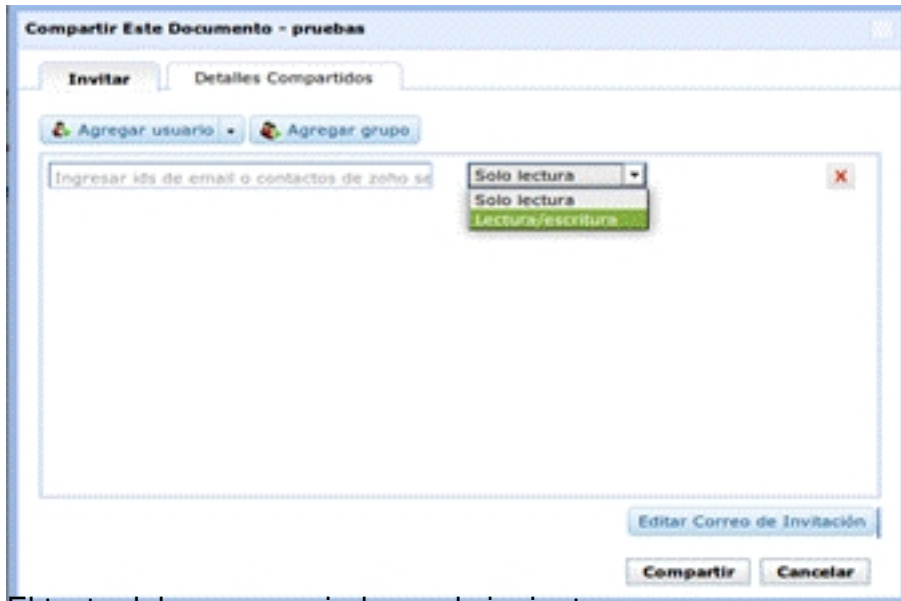 Compartir Este Documento - pruebas
Invitar Detalles Compartidos
Agregar usuario Agregar grupo
Ingresar ids de email o contactos de zoho se
Solo lectura
Solo lectura
Lectura/escritura
Editar Correo de Invitación
Compartir Cancelar